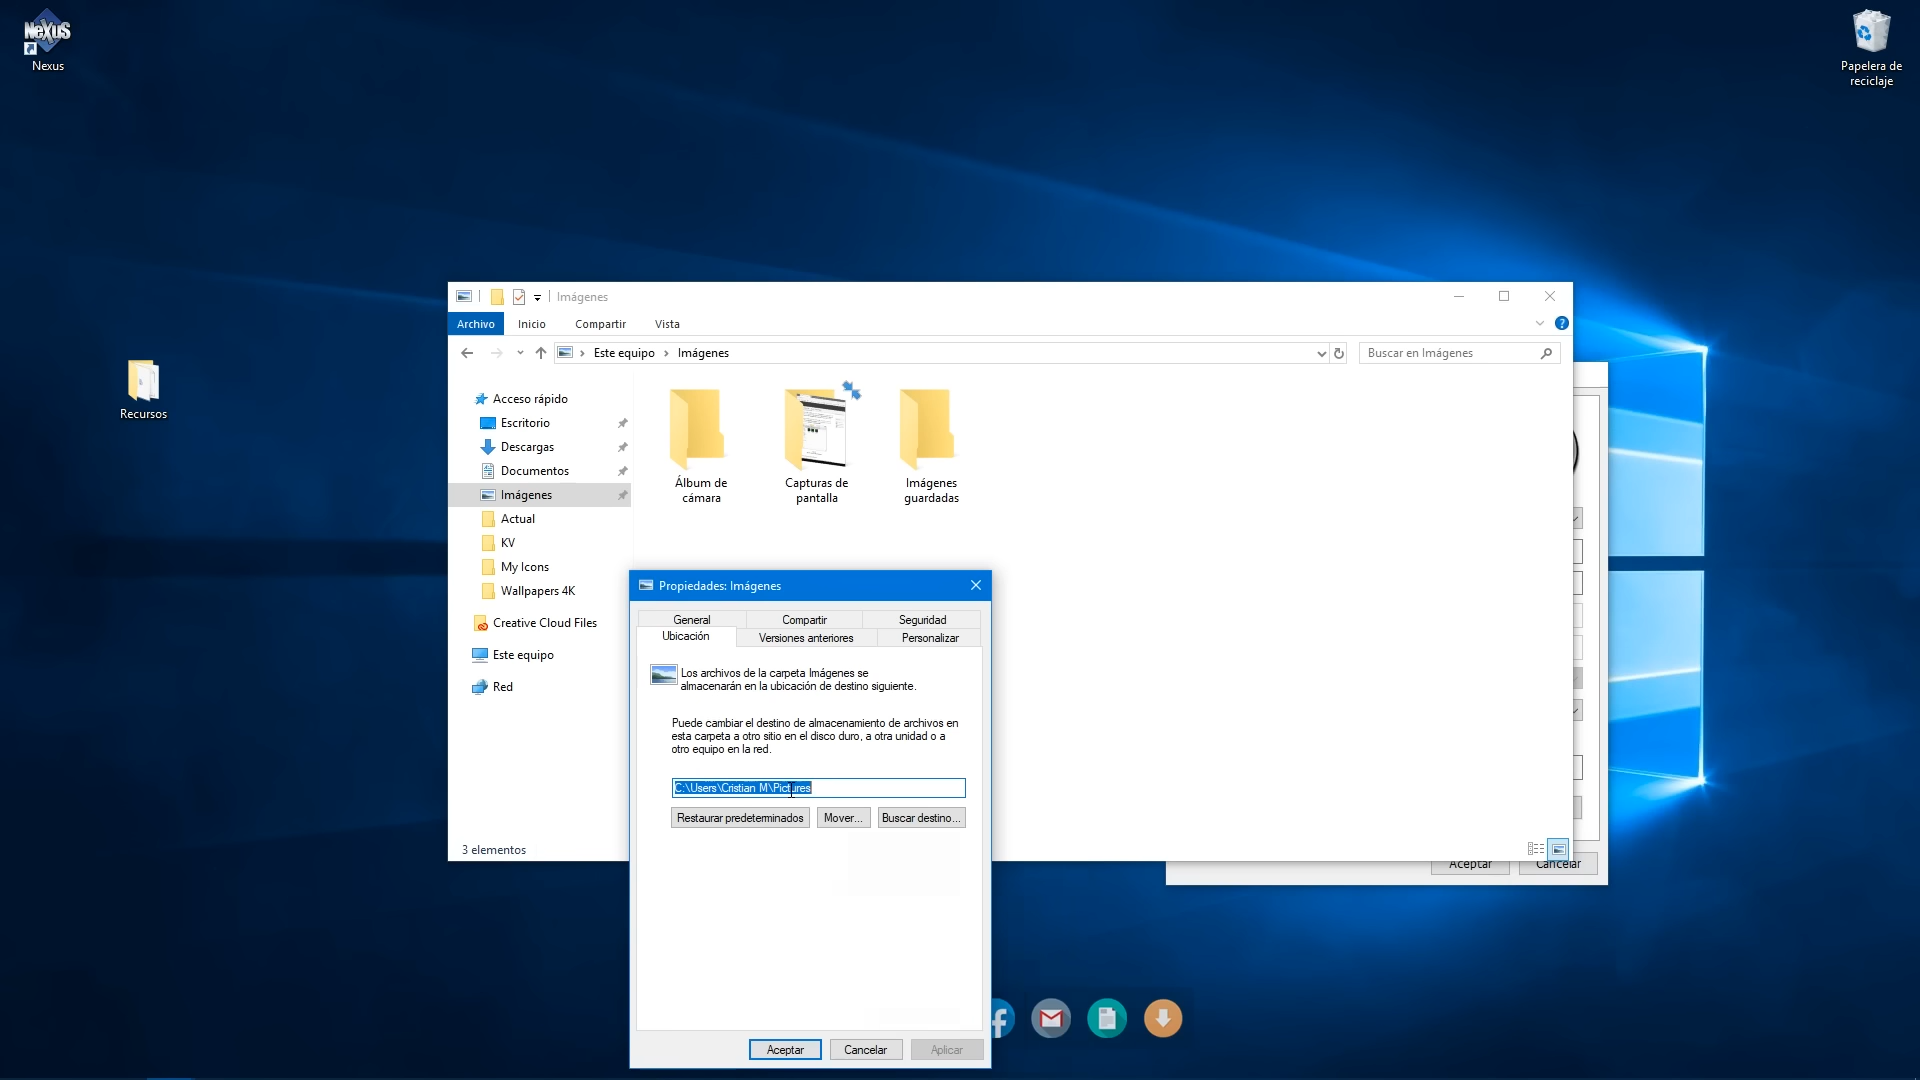 NeXuS
Nexus
Papelera de
reciclaje
Recursos
Imágenes
Archivo
Inicio
Compartir
Vista
?
Este equipo
Imágenes
Buscar en Imágenes
Acceso rápido
Escritorio
Descargas
Documentos
Imágenes
Actual
KV
My Icons
Wallpapers 4K
Creative Cloud Files
Este equipo
Red
Álbum de
cámara
Capturas de
pantalla
Imágenes
guardadas
3 elementos
Propiedades: Imágenes
General
Compartir
Seguridad
Ubicación
Versiones anteriores
Personalizar
Los archivos de la carpeta Imágenes se
almacenarán en la ubicación de destino siguiente.
Puede cambiar el destino de almacenamiento de archivos en
esta carpeta a otro sitio en el disco duro, a otra unidad o a
otro equipo en la red.
C:\Users\Cristian M\Pictures
Restaurar predeterminados
Mover...
Buscar destino...
Aceptar
Cancelar
Aplicar
Aceptar
Cancelar